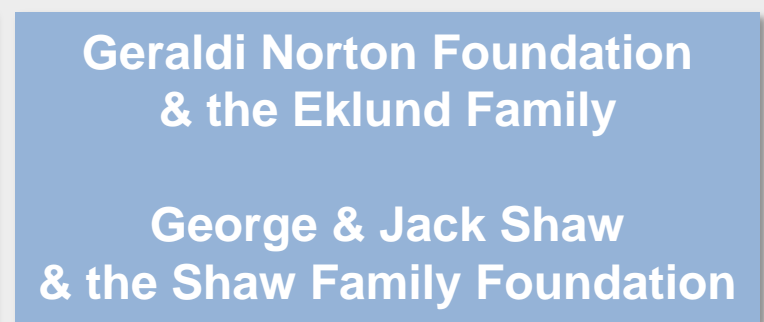 Geraldi Norton Foundation
& the Eklund Family
George & Jack Shaw
& the Shaw Family Foundation